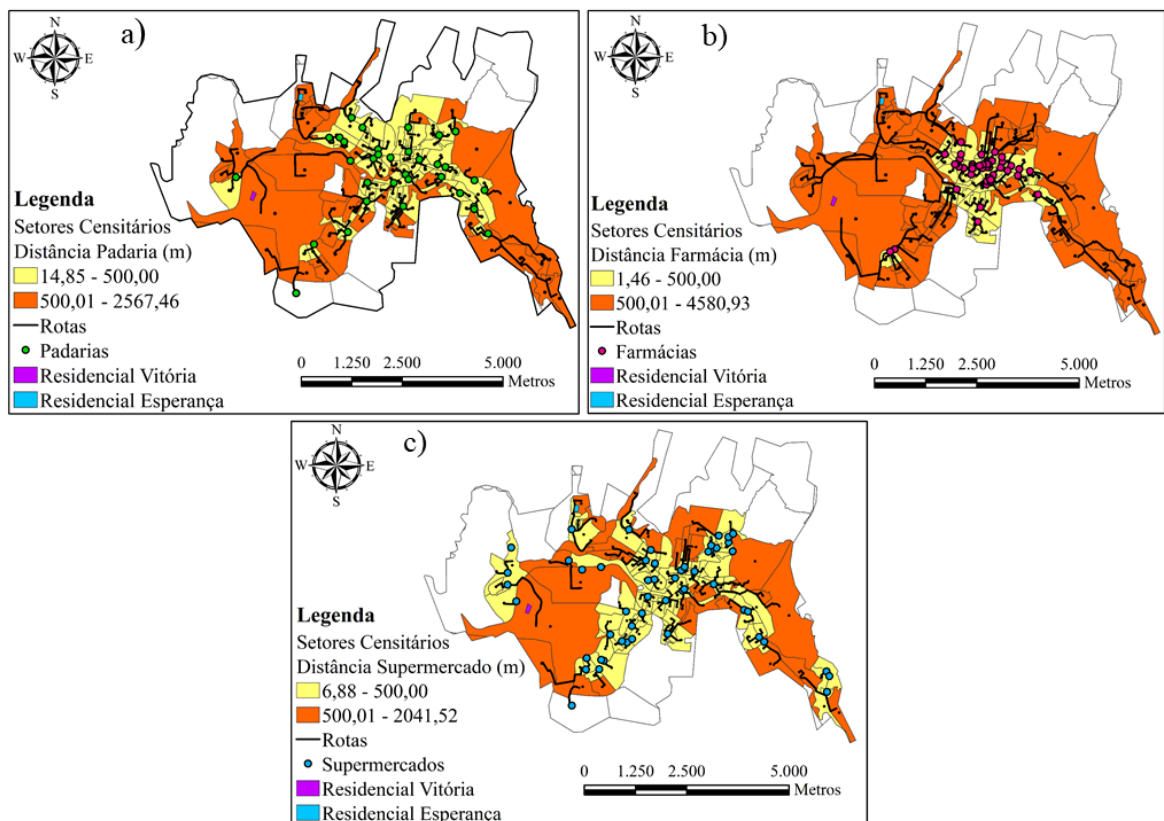 a)
N
W E
S
Legenda
Setores Censitários
Distância Padaria (m)
14,85 - 500,00
500,01 - 2567,46
Rotas
Padarias
Residencial Vitória
Residencial Esperança
0 1.250 2.500 5.000
Metros
b)
N
W E
S
Legenda
Setores Censitários
Distância Farmácia (m)
1,46 - 500,00
500,01 - 4580,93
Rotas
Farmácias
Residencial Vitória
Residencial Esperança
0 1.250 2.500 5.000
Metros
c)
N
W E
S
Legenda
Setores Censitários
Distância Supermercado (m)
6,88 - 500,00
500,01 - 2041,52
Rotas
Supermercados
Residencial Vitória
Residencial Esperança
0 1.250 2.500 5.000
Metros